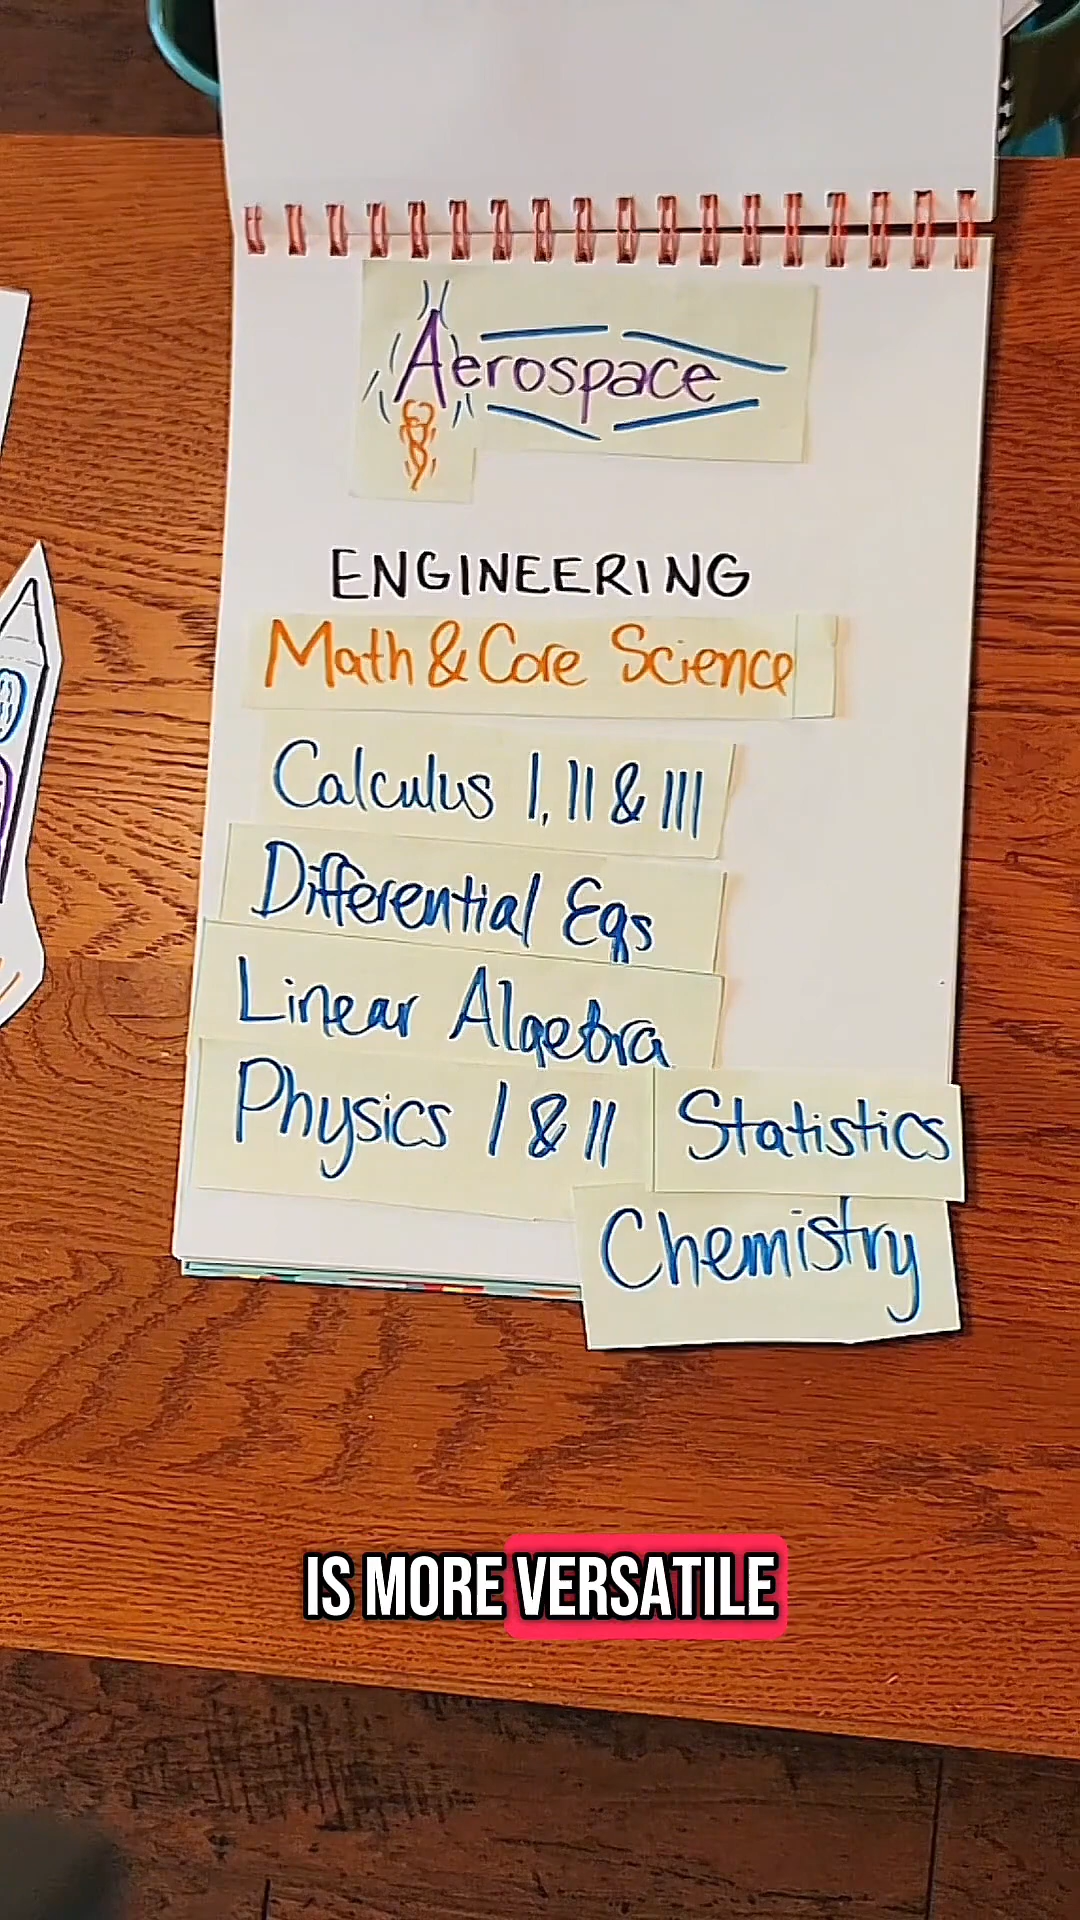 Aerospace
ENGINEERING
Math & Core Science
Calculus I, II & III
Differential Eqs
Linear Algebra
Physics I & II
Statistics
Chemistry
IS MORE VERSATILE